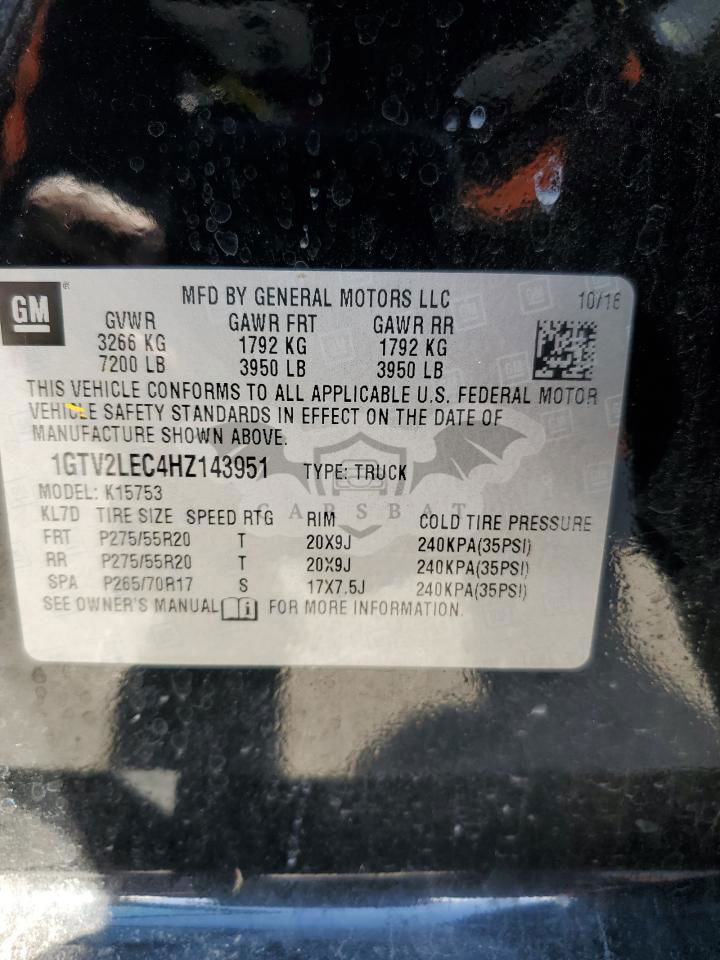 GM ®
MFD BY GENERAL MOTORS LLC 10/16
GVWR GAWR FRT GAWR RR
3266 KG 1792 KG 1792 KG
7200 LB 3950 LB 3950 LB
THIS VEHICLE CONFORMS TO ALL APPLICABLE U.S. FEDERAL MOTOR
VEHICLE SAFETY STANDARDS IN EFFECT ON THE DATE OF
MANUFACTURE SHOWN ABOVE.
1GTV2LEC4HZ143951 TYPE: TRUCK
MODEL: K15753
CARSBAT
KL7D TIRE SIZE SPEED RTG RIM COLD TIRE PRESSURE
FRT P275/55R20 T 20X9J 240KPA(35PSI)
RR P275/55R20 T 20X9J 240KPA(35PSI)
SPA P265/70R17 S 17X7.5J 240KPA(35PSI)
SEE OWNER'S MANUAL i FOR MORE INFORMATION.